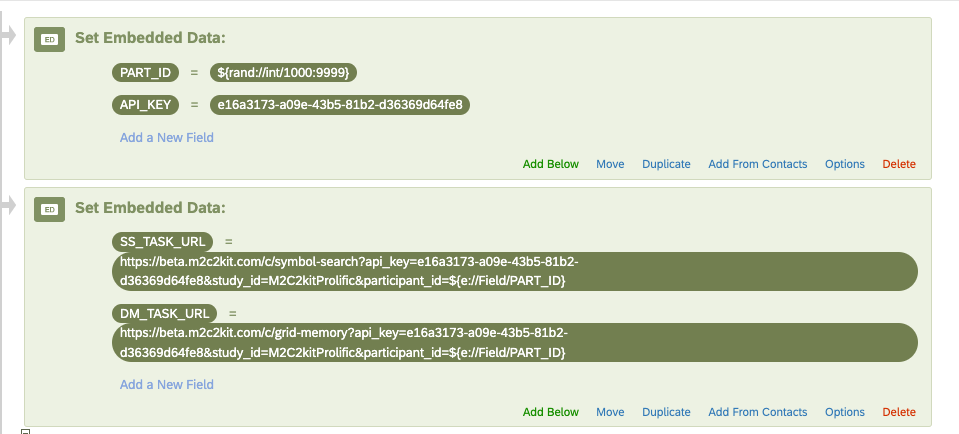 ED Set Embedded Data:
PART_ID = ${rand://int/1000:9999}
API_KEY = e16a3173-a09e-43b5-81b2-d36369d64fe8
Add a New Field
Add Below Move Duplicate Add From Contacts Options Delete
ED Set Embedded Data:
SS_TASK_URL =
https://beta.m2c2kit.com/c/symbol-search?api_key=e16a3173-a09e-43b5-81b2-
d36369d64fe8&study_id=M2C2kitProlific&participant_id=${e://Field/PART_ID}
DM_TASK_URL =
https://beta.m2c2kit.com/c/grid-memory?api_key=e16a3173-a09e-43b5-81b2-
d36369d64fe8&study_id=M2C2kitProlific&participant_id=${e://Field/PART_ID}
Add a New Field
Add Below Move Duplicate Add From Contacts Options Delete